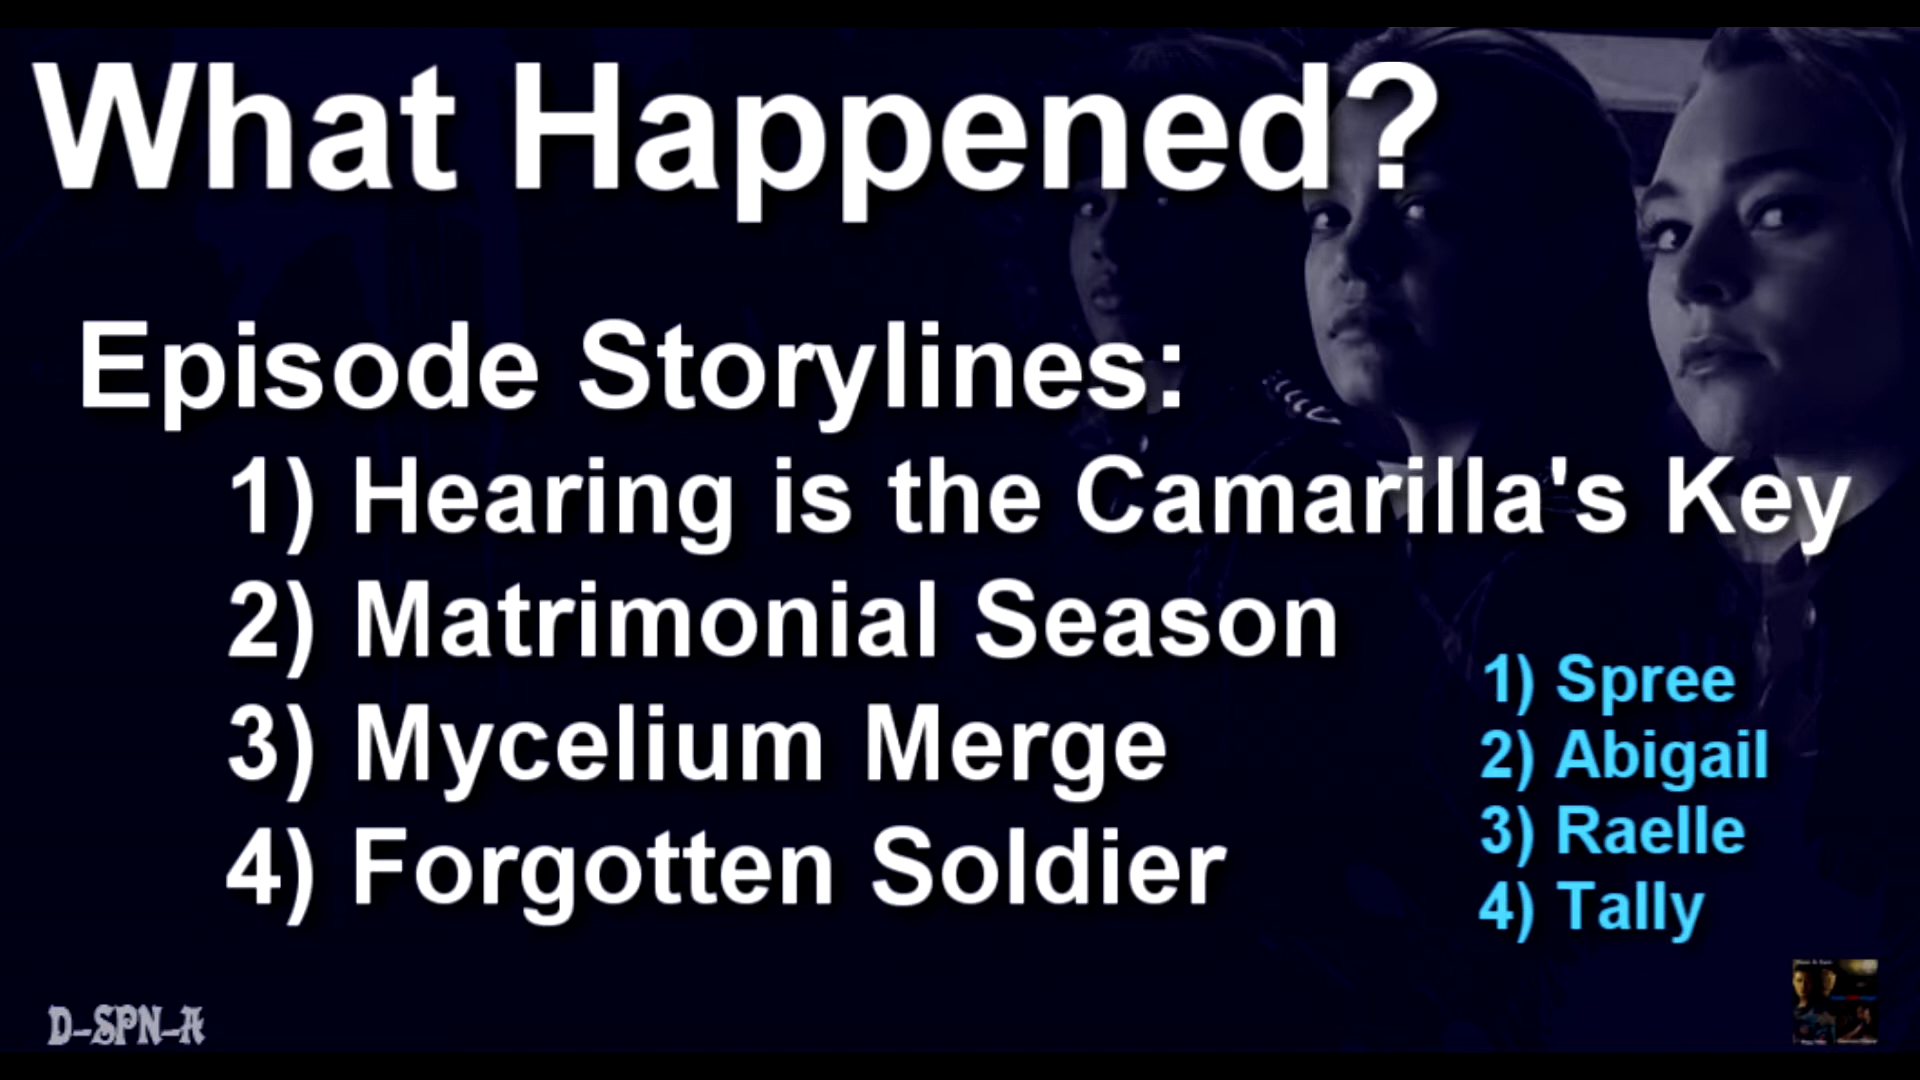 What Happened?
Episode Storylines:
1) Hearing is the Camarilla's Key
2) Matrimonial Season
3) Mycelium Merge
4) Forgotten Soldier
1) Spree
2) Abigail
3) Raelle
4) Tally
D-SPN-A